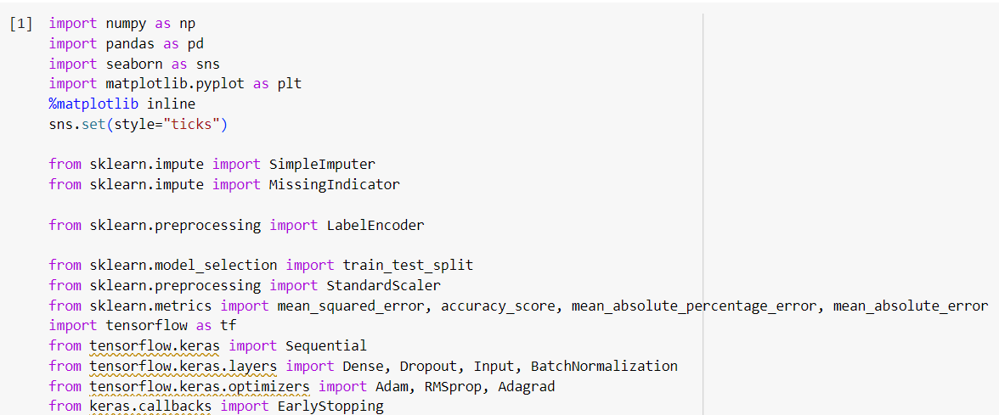 [1] import numpy as np
import pandas as pd
import seaborn as sns
import matplotlib.pyplot as plt
%matplotlib inline
sns.set(style="ticks")
from sklearn.impute import SimpleImputer
from sklearn.impute import MissingIndicator
from sklearn.preprocessing import LabelEncoder
from sklearn.model_selection import train_test_split
from sklearn.preprocessing import StandardScaler
from sklearn.metrics import mean_squared_error, accuracy_score, mean_absolute_percentage_error, mean_absolute_error
import tensorflow as tf
from tensorflow.keras import Sequential
from tensorflow.keras.layers import Dense, Dropout, Input, BatchNormalization
from tensorflow.keras.optimizers import Adam, RMSprop, Adagrad
from keras.callbacks import EarlyStopping